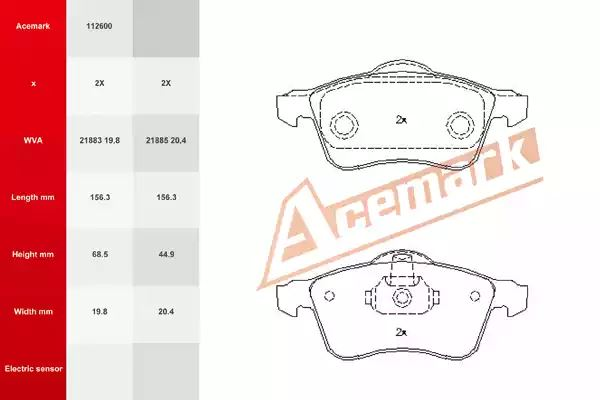 Acemark 112600
x 2X 2X
WVA 21883 19,8 21885 20,4
Length mm 156.3 156.3
Height mm 68.5 44.9
Width mm 19.8 20.4
Electric sensor
2x
Acemark
2x